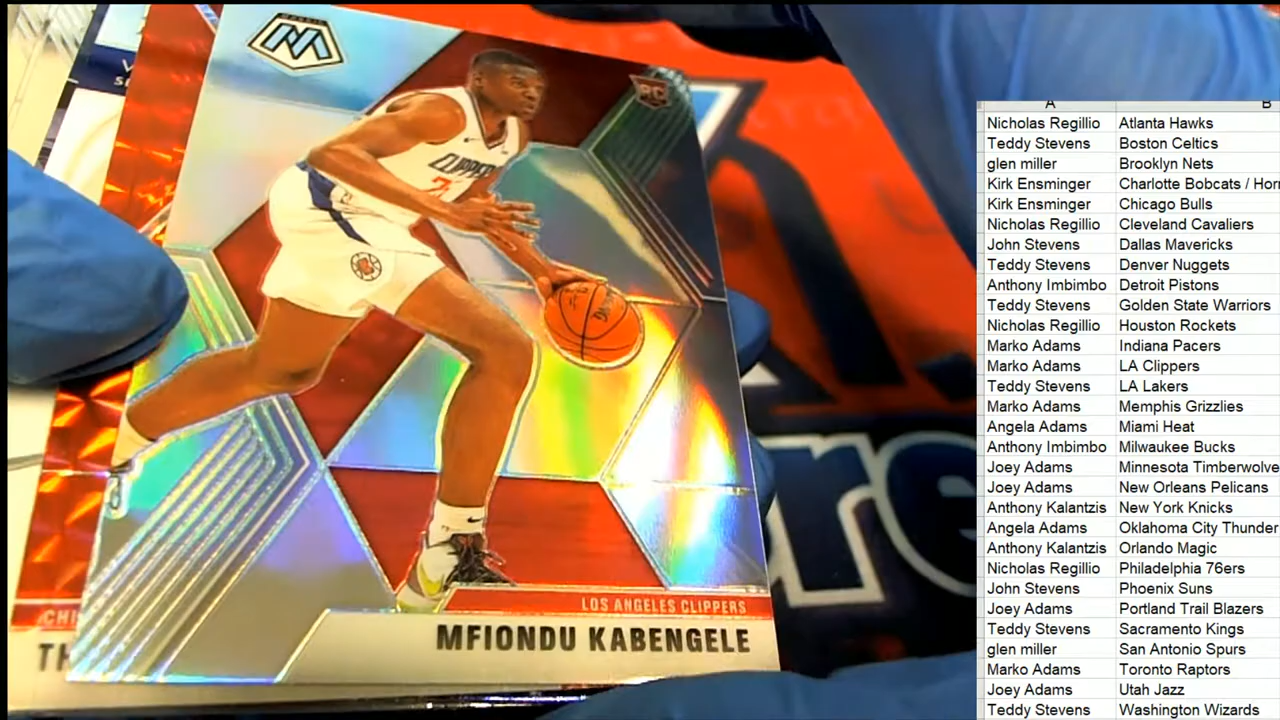 MOSAIC
RC
CLIPPERS
LOS ANGELES CLIPPERS
MFIONDU KABENGELE
CHI
TH
re
A B
Nicholas Regillio Atlanta Hawks
Teddy Stevens Boston Celtics
glen miller Brooklyn Nets
Kirk Ensminger Charlotte Bobcats / Horn
Kirk Ensminger Chicago Bulls
Nicholas Regillio Cleveland Cavaliers
John Stevens Dallas Mavericks
Teddy Stevens Denver Nuggets
Anthony Imbimbo Detroit Pistons
Teddy Stevens Golden State Warriors
Nicholas Regillio Houston Rockets
Marko Adams Indiana Pacers
Marko Adams LA Clippers
Teddy Stevens LA Lakers
Marko Adams Memphis Grizzlies
Angela Adams Miami Heat
Anthony Imbimbo Milwaukee Bucks
Joey Adams Minnesota Timberwolve
Joey Adams New Orleans Pelicans
Anthony Kalantzis New York Knicks
Angela Adams Oklahoma City Thunder
Anthony Kalantzis Orlando Magic
Nicholas Regillio Philadelphia 76ers
John Stevens Phoenix Suns
Joey Adams Portland Trail Blazers
Teddy Stevens Sacramento Kings
glen miller San Antonio Spurs
Marko Adams Toronto Raptors
Joey Adams Utah Jazz
Teddy Stevens Washington Wizards